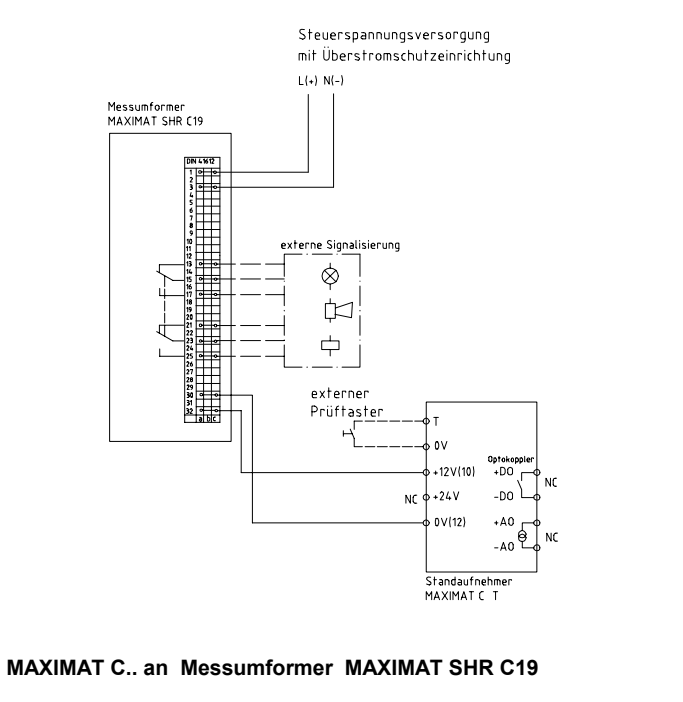 Steuerspannungsversorgung
mit Überstromschutzeinrichtung
L(+) N(-)
Messumformer
MAXIMAT SHR C19
DIN 41612
1
2
3
4
5
6
7
8
9
10
11
12
13
14
15
16
17
18
19
20
21
22
23
24
25
26
27
28
29
30
31
32
a b c
externe Signalisierung
externer
Prüftaster
T
0V
Optokoppler
+12V(10) +DO
NC
NC +24V -DO
0V(12) +AO
NC
-AO
Standaufnehmer
MAXIMAT C T
MAXIMAT C.. an Messumformer MAXIMAT SHR C19